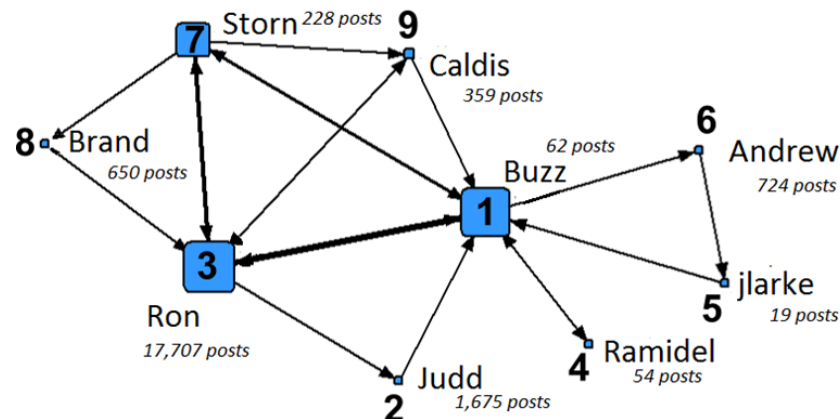 9
7 Storn 228 posts
Caldis
359 posts
6
8 Brand
650 posts
62 posts
Buzz
Andrew
724 posts
1
3
Ron
17,707 posts
jlarke
5
19 posts
4 Ramidel
54 posts
Judd
2
1,675 posts